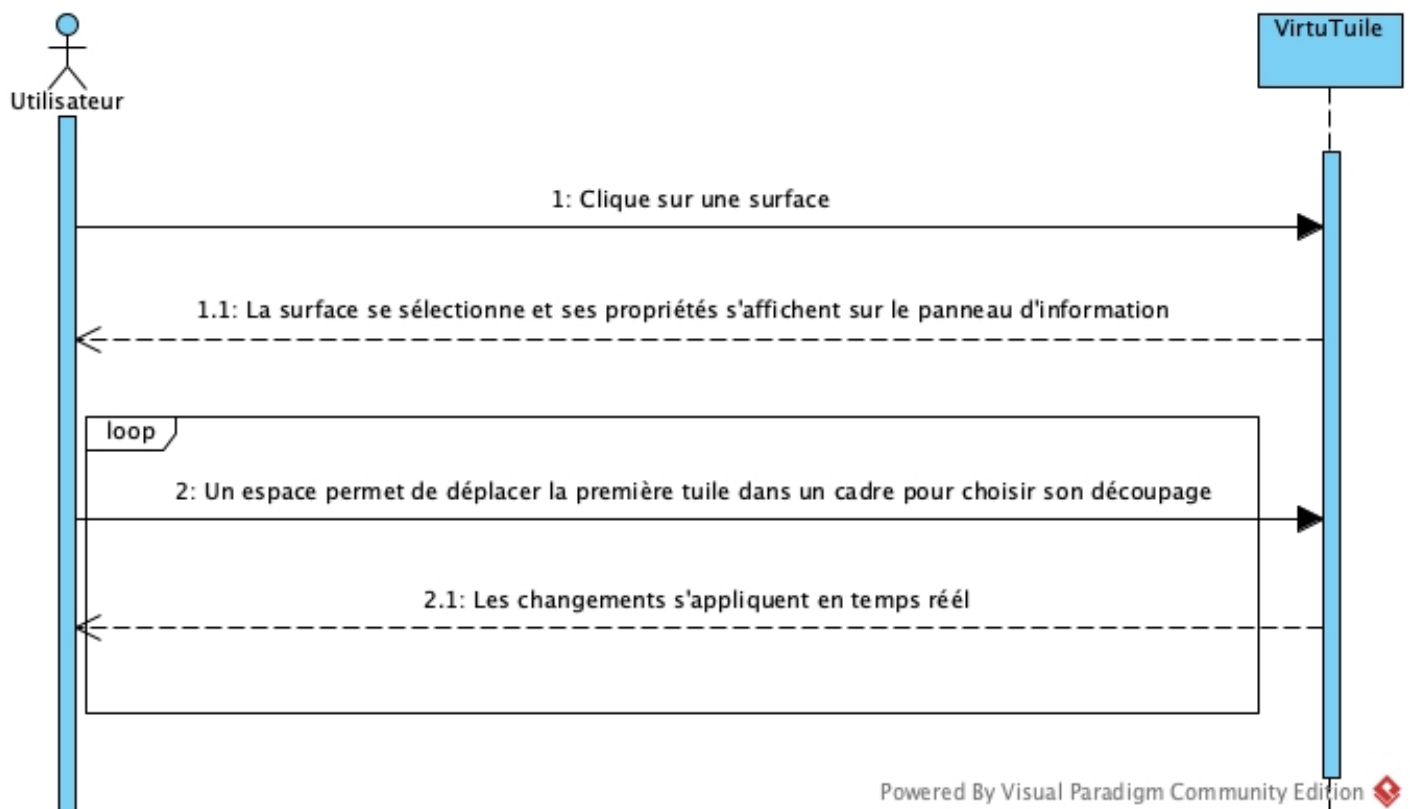 VirtuTuile
Utilisateur
1: Clique sur une surface
1.1: La surface se sélectionne et ses propriétés s'affichent sur le panneau d'information
loop
2: Un espace permet de déplacer la première tuile dans un cadre pour choisir son découpage
2.1: Les changements s'appliquent en temps réél
Powered By Visual Paradigm Community Edition